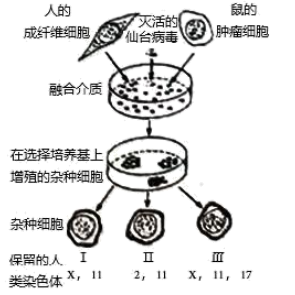 人的
成纤维细胞
灭活的
仙台病毒
鼠的
肿瘤细胞
融合介质
在选择培养基上
增殖的杂种细胞
杂种细胞
I II III
保留的人
类染色体
X, 11 2, 11 X, 11, 17